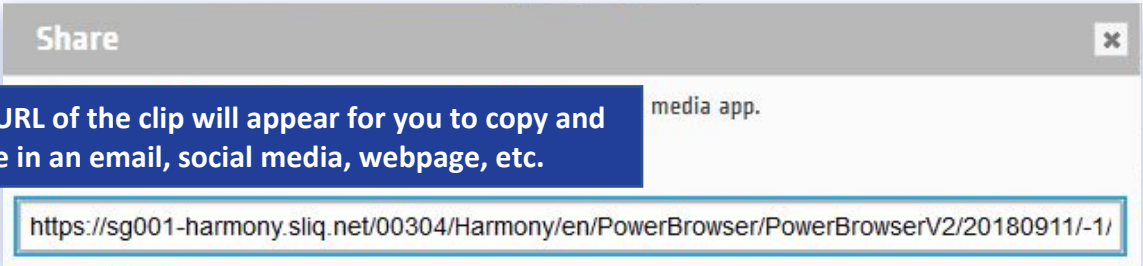 Share
URL of the clip will appear for you to copy and
media app.
in an email, social media, webpage, etc.
https://sg001-harmony.sliq.net/00304/Harmony/en/PowerBrowser/PowerBrowserV2/20180911/-1/